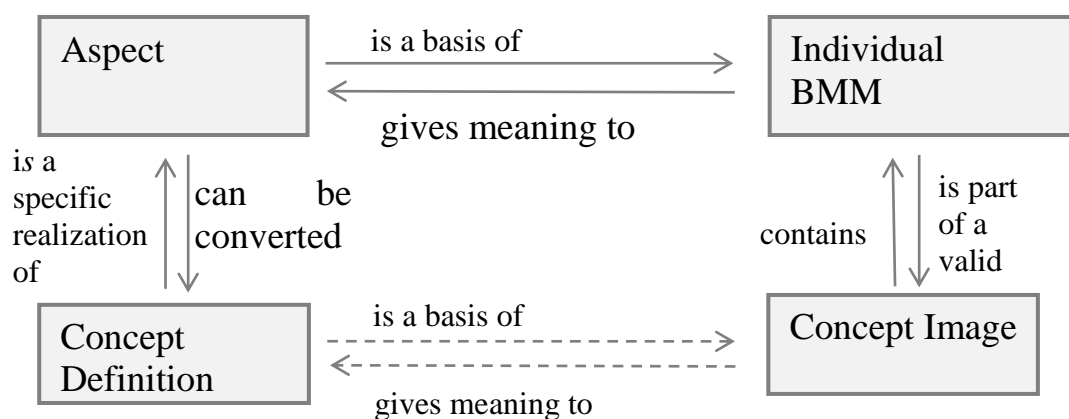 Aspect
is a basis of
Individual
BMM
gives meaning to
is a
specific
realization
of
can be
converted
contains
is part
of a
valid
Concept
Definition
is a basis of
Concept Image
gives meaning to